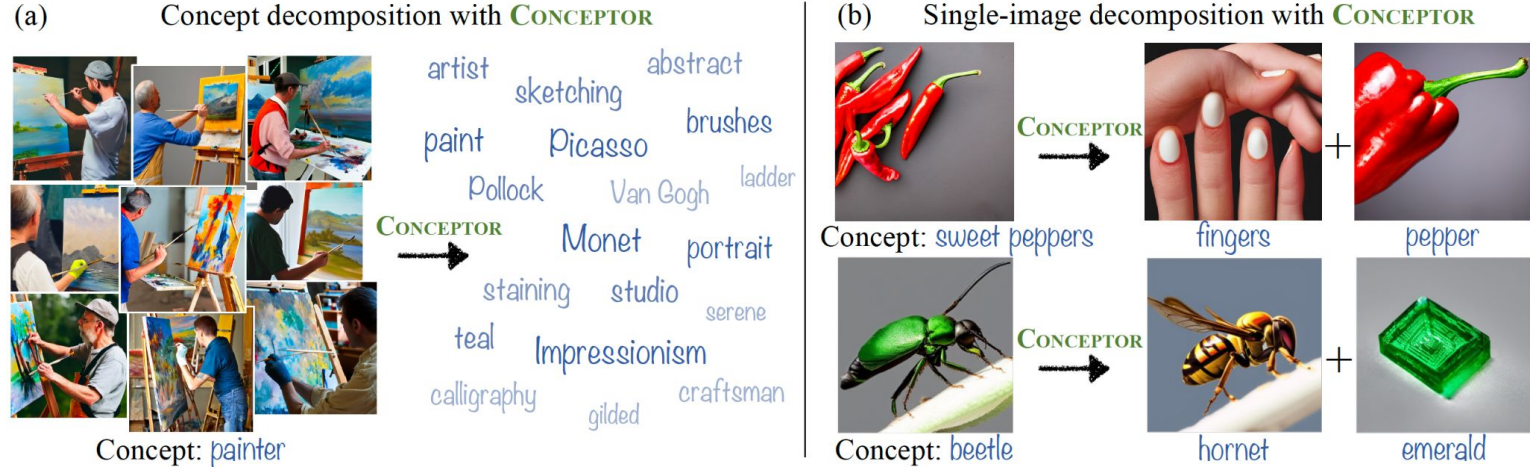 (a) Concept decomposition with CONCEPTOR
artist
abstract
sketching
brushes
paint
Picasso
ladder
Pollock
Van Gogh
CONCEPTOR
Monet
portrait
staining
studio
serene
teal
Impressionism
calligraphy
craftsman
gilded
Concept: painter
(b) Single-image decomposition with CONCEPTOR
CONCEPTOR
+
Concept: sweet peppers
fingers
pepper
CONCEPTOR
+
Concept: beetle
hornet
emerald